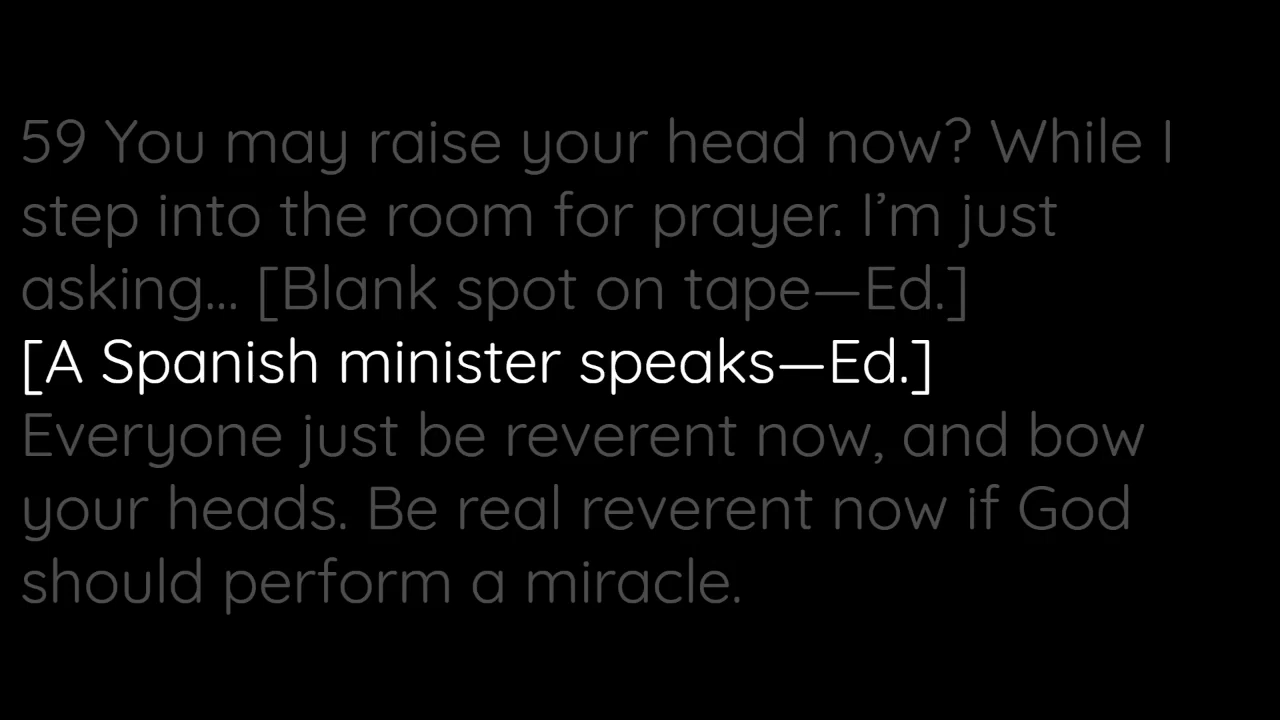 59 You may raise your head now? While I
step into the room for prayer. I’m just
asking... [Blank spot on tape—Ed.]
[A Spanish minister speaks—Ed.]
Everyone just be reverent now, and bow
your heads. Be real reverent now if God
should perform a miracle.